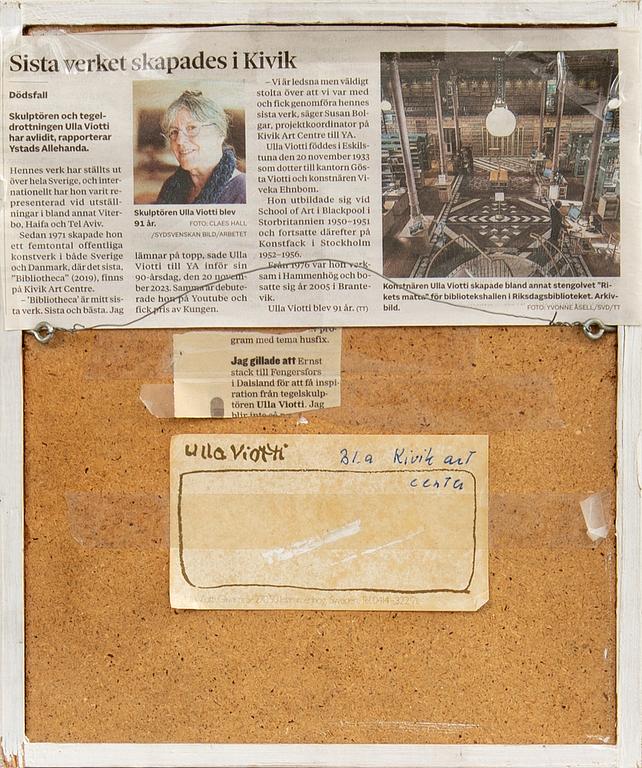 Sista verket skapades i Kivik
Dödsfall
Skulptören och tegel-
drottningen Ulla Viotti
har avlidit, rapporterar
Ystads Allehanda.
Hennes verk har ställts ut
över hela Sverige, och inter-
nationellt har hon varit re-
presenterad vid utställ-
ningar i bland annat Viter-
bo, Haifa och Tel Aviv.
Sedan 1971 skapade hon
ett femtontal offentliga
konstverk i både Sverige
och Danmark, där det sista,
"Bibliotheca" (2019), finns
på Kivik Art Centre.
– 'Bibliotheca' är mitt sis-
ta verk. Sista och bästa. Jag
Skulptören Ulla Viotti blev
91 år.
FOTO: CLAES HALL
/SYDSVENSKAN BILD/ARBETET
lämnar på topp, sade Ulla
Viotti till YA inför sin
90-årsdag, den 20 novem-
ber 2023. Samma år debute-
rade hon på Youtube och
fick pris av Kungen.
– Vi är ledsna men väldigt
stolta över att vi var med
och fick genomföra hennes
sista verk, säger Susan Bol-
gar, projektkoordinator på
Kivik Art Centre till YA.
Ulla Viotti föddes i Eskils-
tuna den 20 november 1933
som dotter till kantorn Gös-
ta Viotti och konstnären Vi-
veka Ehnbom.
Hon utbildade sig vid
School of Art i Blackpool i
Storbritannien 1950–1951
och fortsatte därefter på
Konstfack i Stockholm
1952–1956.
Från 1976 var hon verk-
sam i Hammenhög och bo-
satte sig år 2005 i Brante-
vik.
Ulla Viotti blev 91 år. (TT)
Konstnären Ulla Viotti skapade bland annat stengolvet "Ri-
kets matta" för bibliotekshallen i Riksdagsbiblioteket. Arkiv-
bild.
FOTO: YVONNE ÅSELL/SVD/TT
gram med tema husfix.
Jag gillade att Ernst
stack till Fengersfors
i Dalsland för att få inspi-
ration från tegelskulp-
tören Ulla Viotti. Jag
Ulla Viotti
Bl.a Kivik art
center